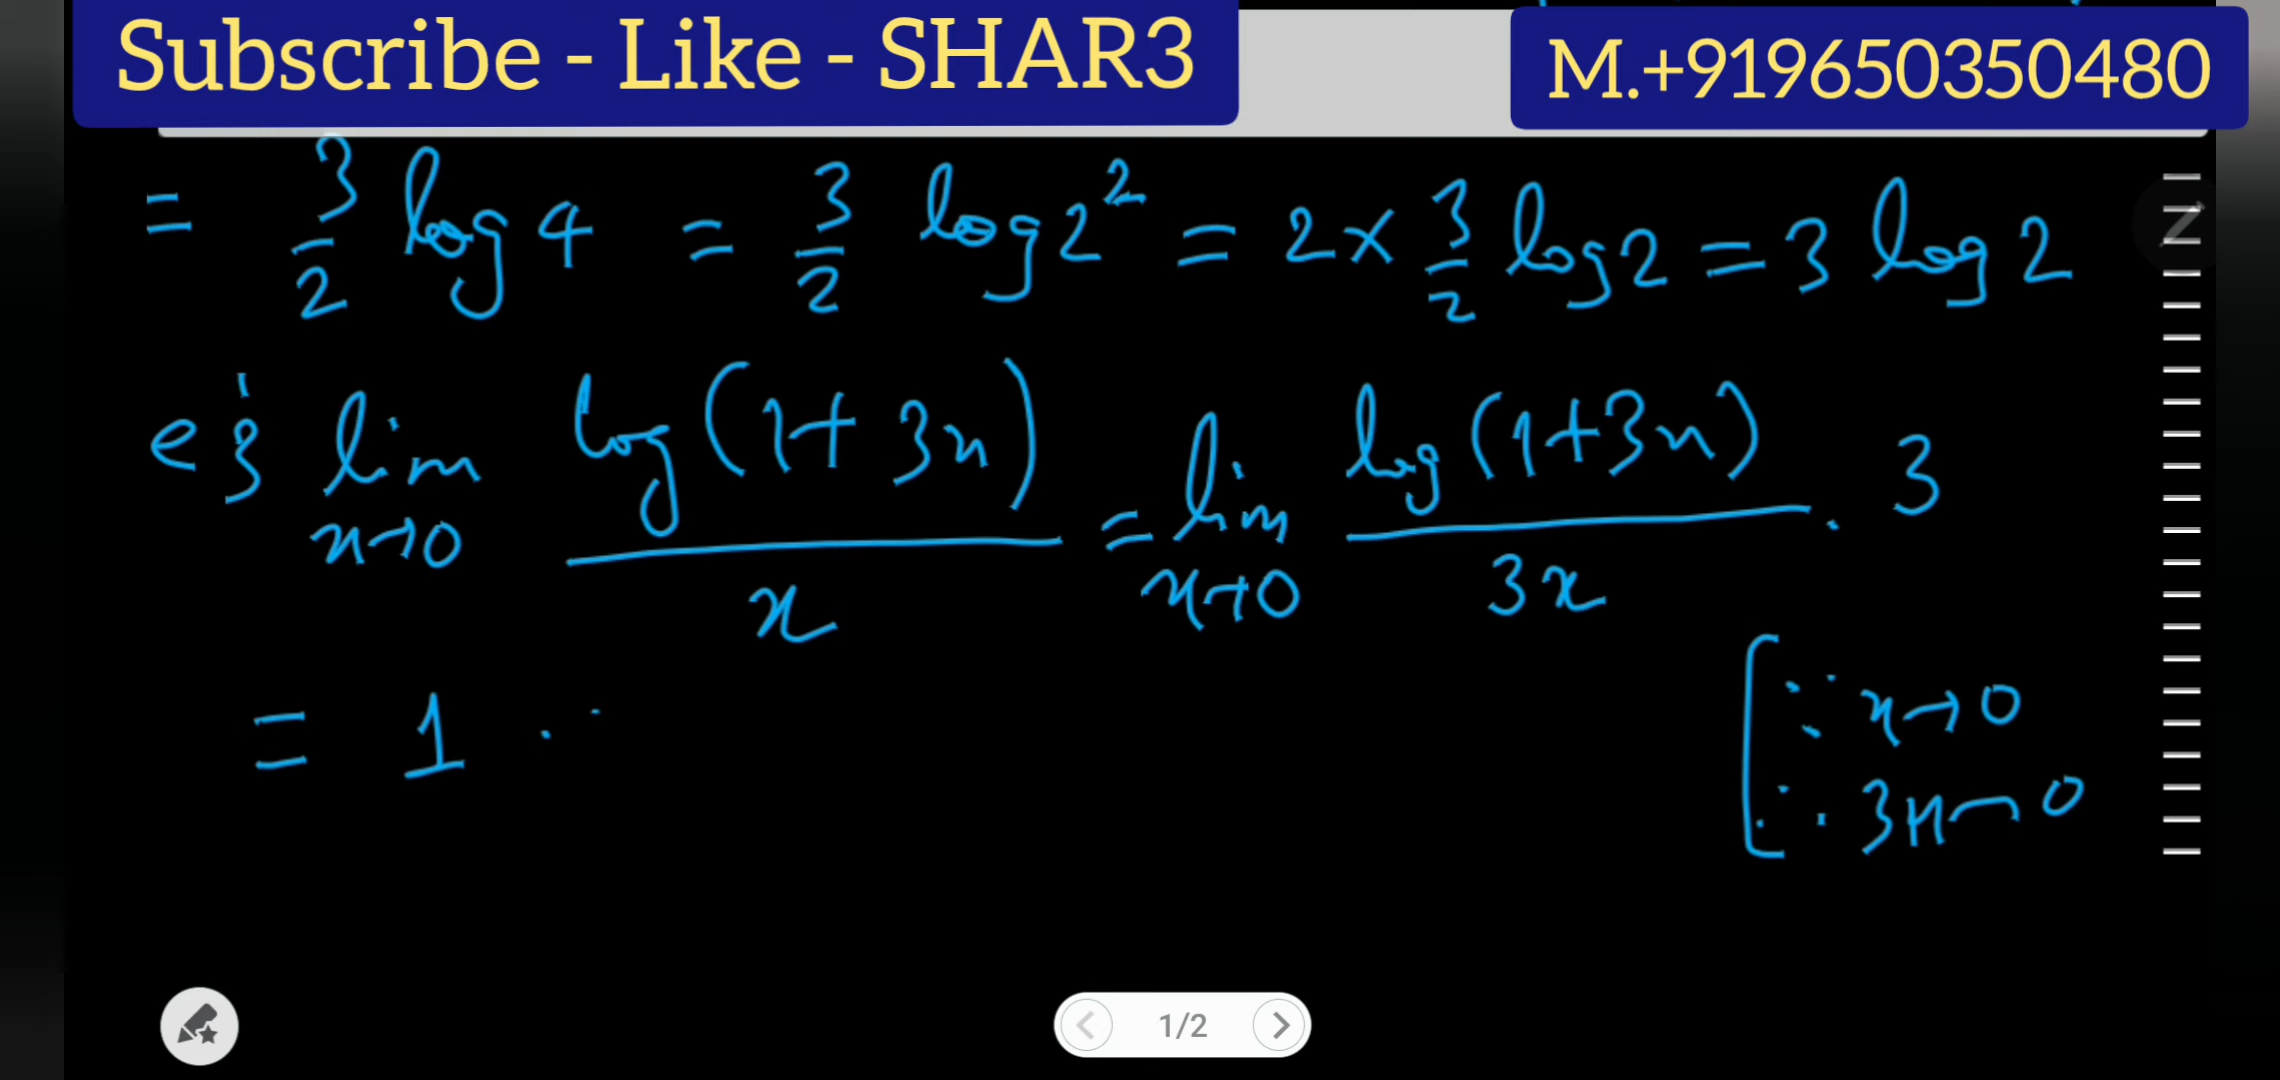 Subscribe - Like - SHAR3
M.+919650350480
= 3/2 log 4 = 3/2 log 2² = 2 × 3/2 log 2 = 3 log 2
lim x→0 log(1+3x)/x = lim x→0 log(1+3x)/3x . 3
= 1 .
[∵ x→0
∴ 3x→0
1/2